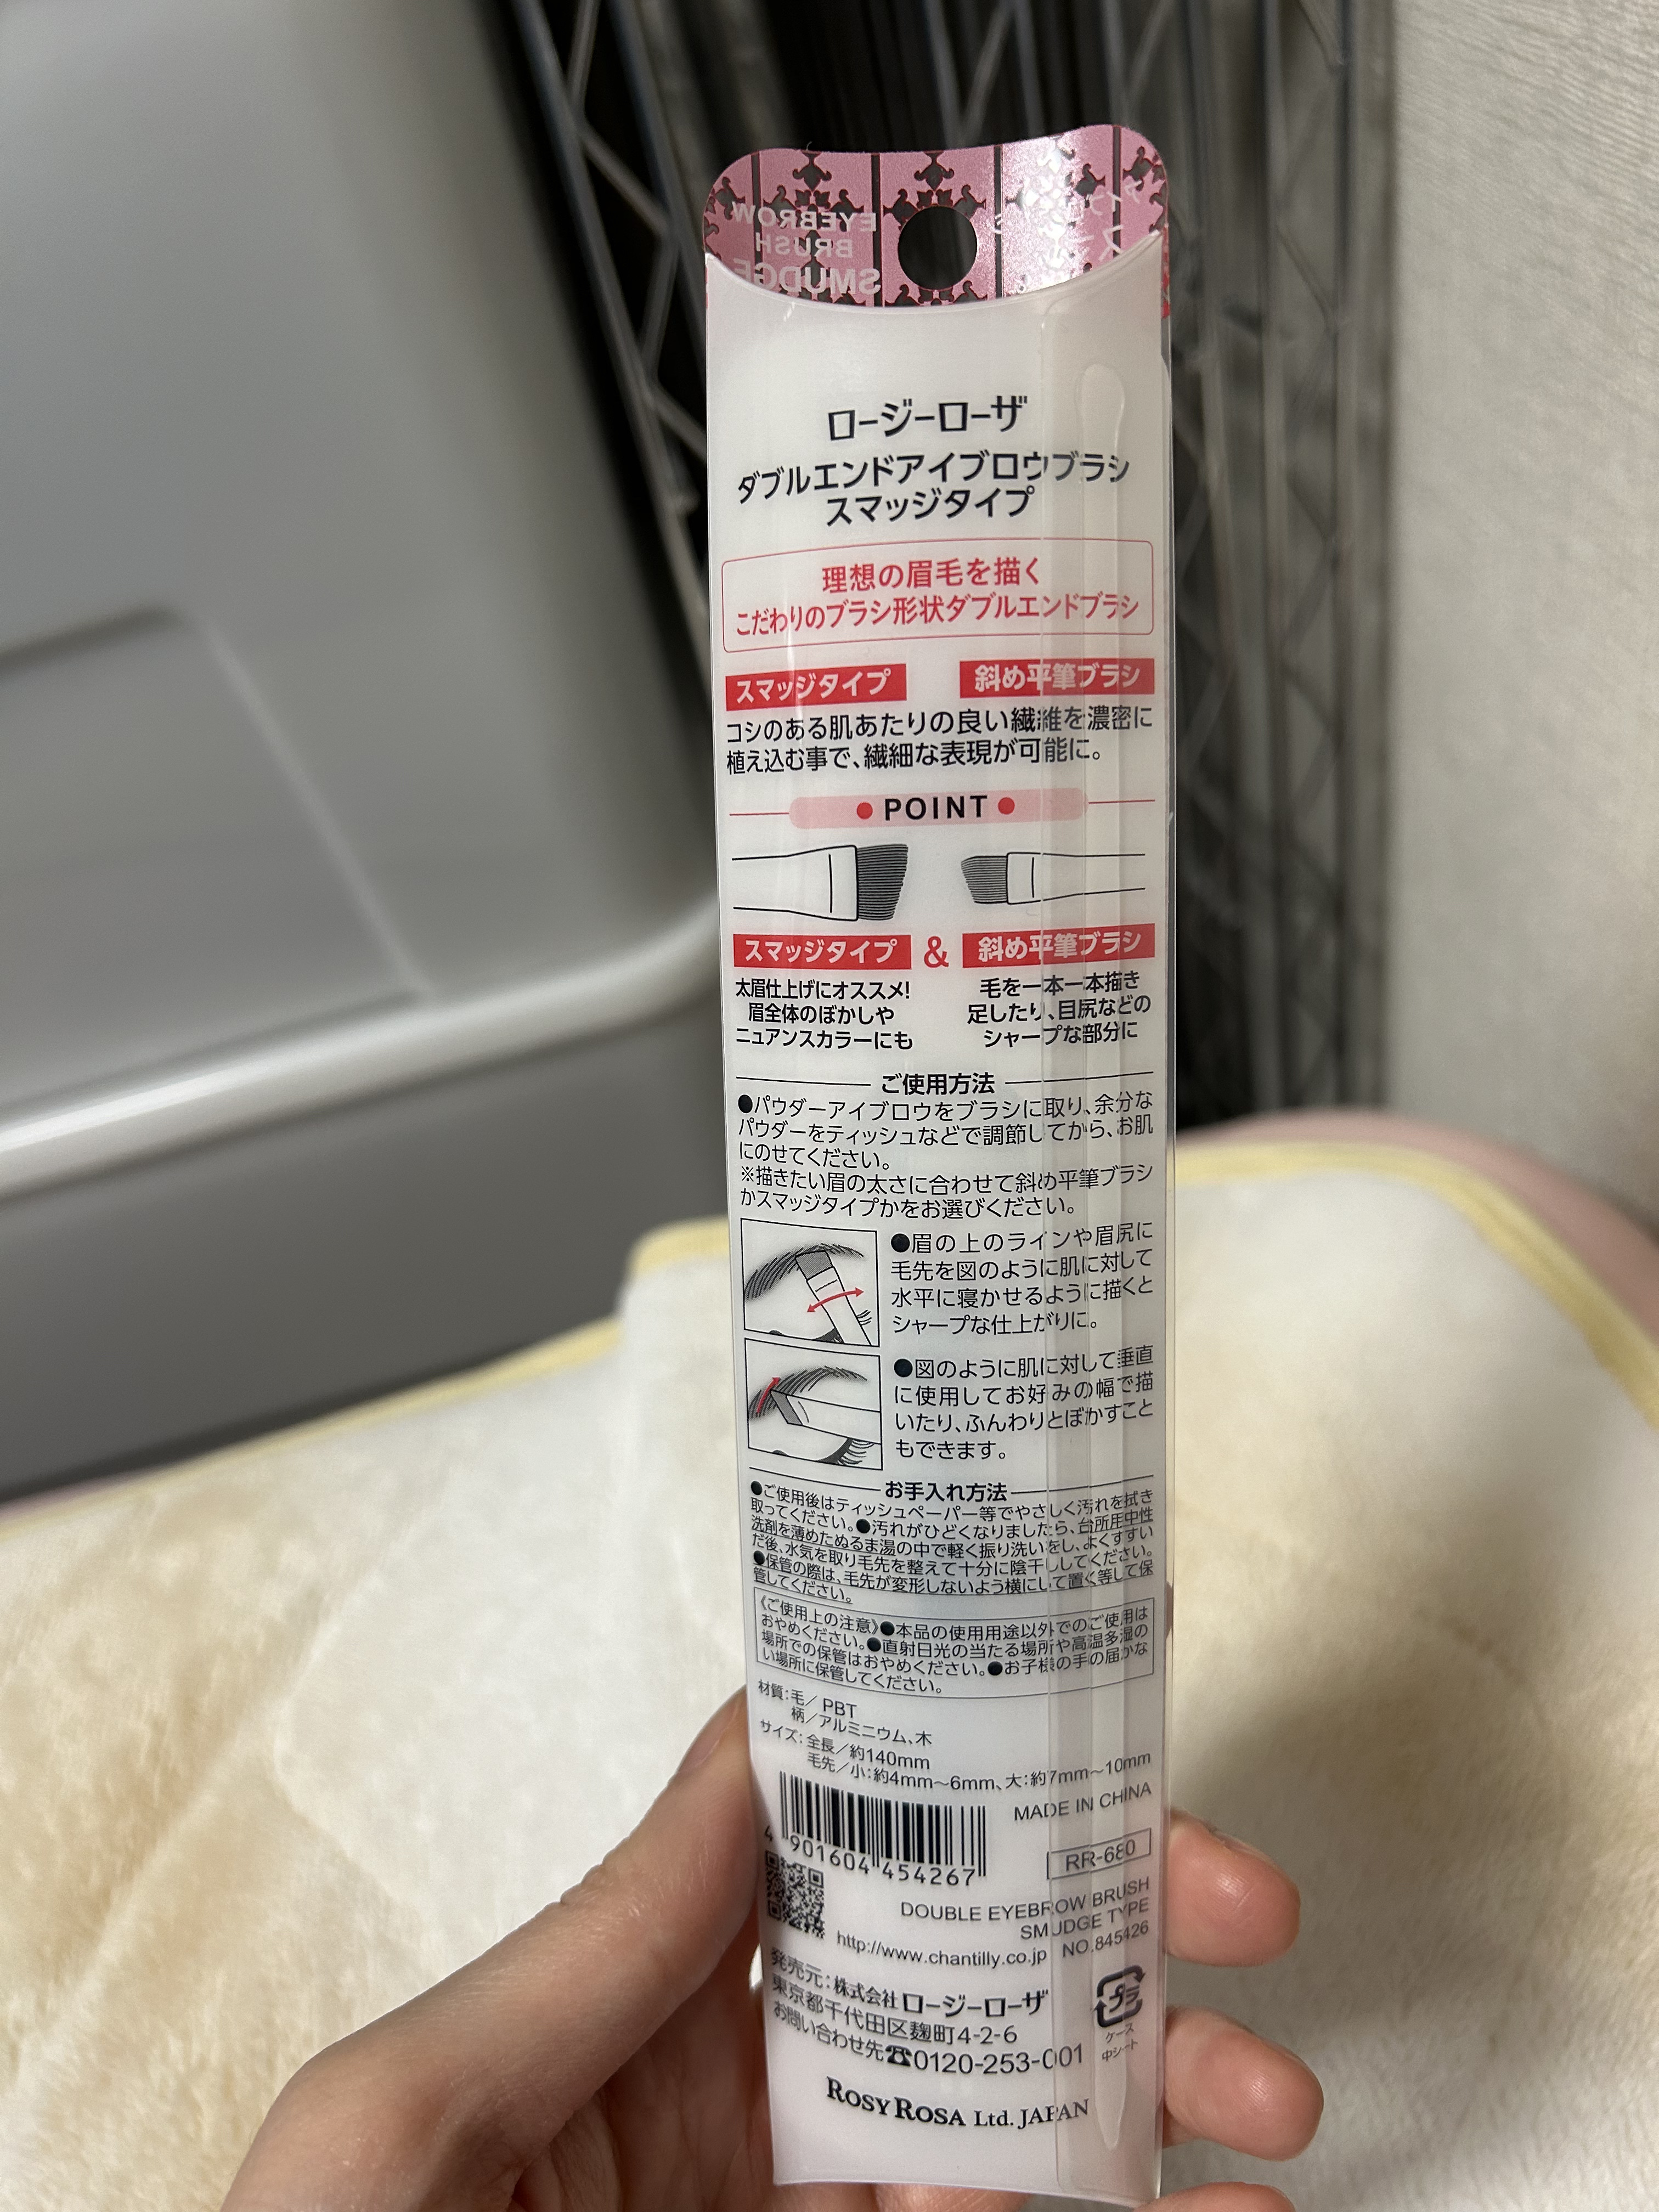 EYEBROW
BRUSH
SMUDGE
ロージーローザ
ダブルエンドアイブロウブラシ
スマッジタイプ
理想の眉毛を描く
こだわりのブラシ形状ダブルエンドブラシ
スマッジタイプ 斜め平筆ブラシ
コシのある肌あたりの良い繊維を濃密に
植え込む事で、繊細な表現が可能に。
●POINT●
スマッジタイプ & 斜め平筆ブラシ
太眉仕上げにオススメ!
眉全体のぼかしや
ニュアンスカラーにも
毛を一本一本描き
足したり、目尻などの
シャープな部分に
ご使用方法
●パウダーアイブロウをブラシに取り、余分な
パウダーをティッシュなどで調節してから、お肌
にのせてください。
※描きたい眉の太さに合わせて斜め平筆ブラシ
かスマッジタイプかをお選びください。
●眉の上のラインや眉尻に
毛先を図のように肌に対して
水平に寝かせるように描くと
シャープな仕上がりに。
●図のように肌に対して垂直
に使用してお好みの幅で描
いたり、ふんわりとぼかすこと
もできます。
お手入れ方法
●ご使用後はティッシュペーパー等でやさしく汚れを拭き
取ってください。●汚れがひどくなりましたら、台所用中性
洗剤を薄めたぬるま湯の中で軽く振り洗いをし、よくすすい
だ後、水気を取り毛先を整えて十分に陰干ししてください。
●保管の際は、毛先が変形しないよう横にして置く等して保
管してください。
《ご使用上の注意》●本品の使用用途以外でのご使用は
おやめください。●直射日光の当たる場所や高温多湿の
場所での保管はおやめください。●お子様の手の届かな
い場所に保管してください。
材質:毛/PBT
柄/アルミニウム、木
サイズ:全長/約140mm
毛先/小:約4mm~6mm、大:約7mm~10mm
MADE IN CHINA
4 901604 454267
RR-680
DOUBLE EYEBROW BRUSH
SMUDGE TYPE
http://www.chantilly.co.jp NO.845426
発売元:株式会社ロージーローザ
東京都千代田区麹町4-2-6
お問い合わせ先☎0120-253-001
プラ
ケース
中シート
ROSY ROSA Ltd. JAPAN